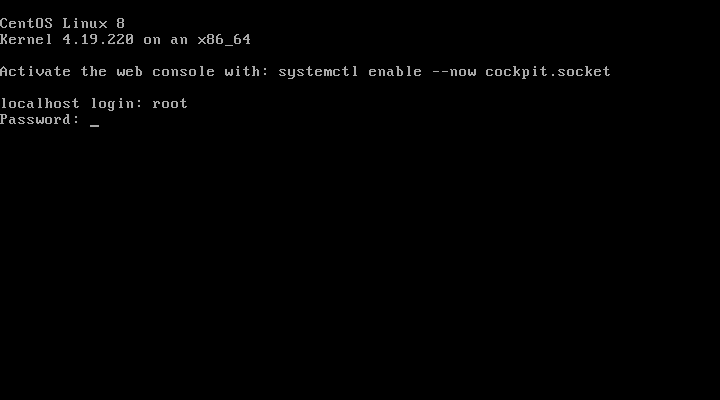 CentOS Linux 8
Kernel 4.19.220 on an x86_64
Activate the web console with: systemctl enable --now cockpit.socket
localhost login: root
Password: _